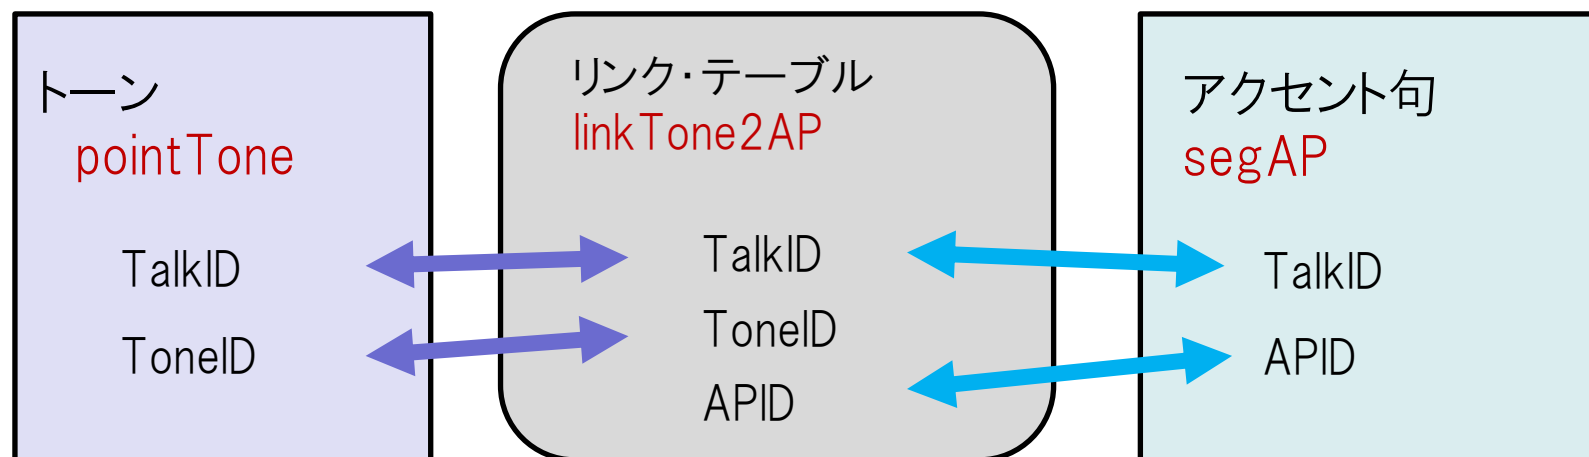 トーン
pointTone
TalkID
ToneID
リンク・テーブル
linkTone2AP
TalkID
ToneID
APID
アクセント句
segAP
TalkID
APID